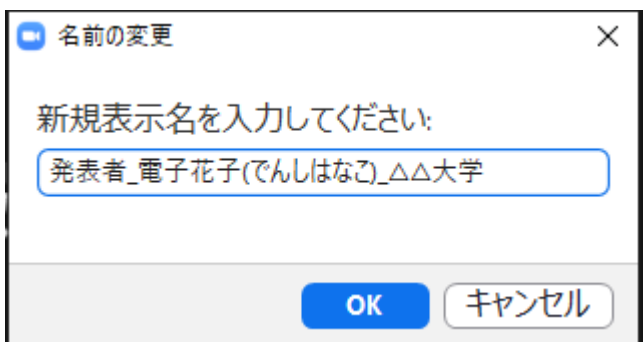 名前の変更
新規表示名を入力してください:
発表者_電子花子(でんしはなこ)_△△大学
OK
キャンセル